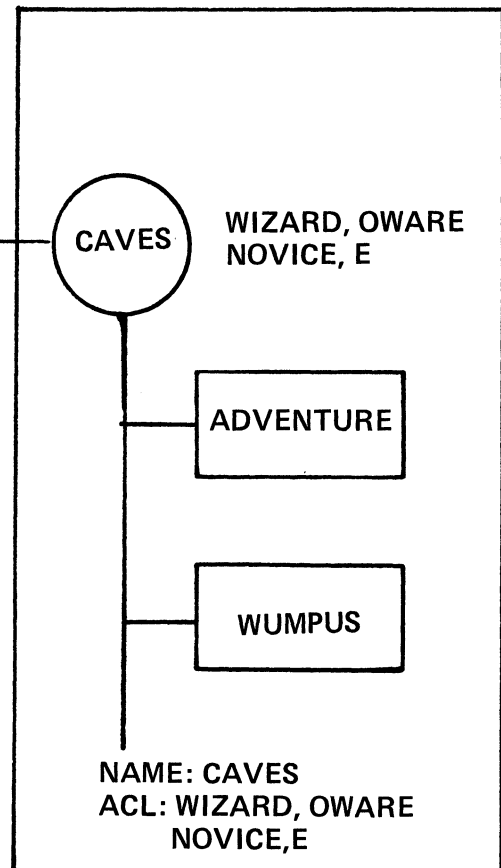 CAVES
WIZARD, OWARE
NOVICE, E
ADVENTURE
WUMPUS
NAME: CAVES
ACL: WIZARD, OWARE
NOVICE,E